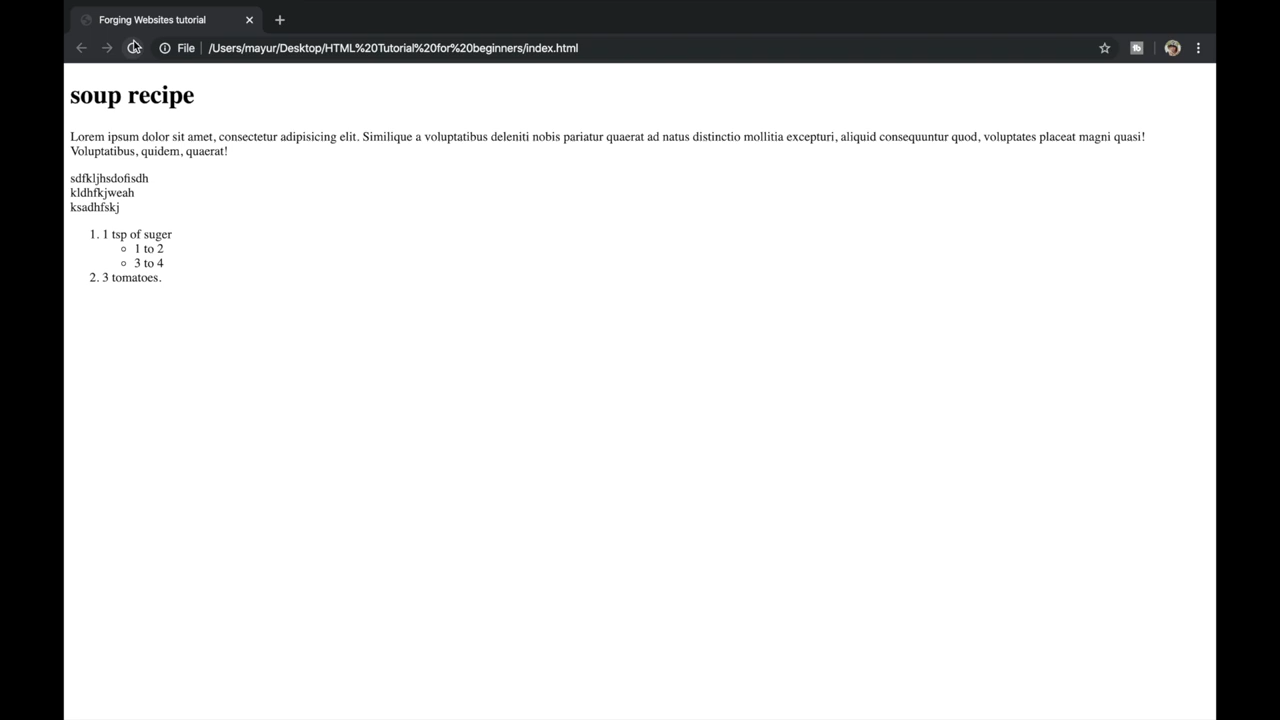 Forging Websites tutorial
File /Users/mayur/Desktop/HTML%20Tutorial%20for%20beginners/index.html
soup recipe
Lorem ipsum dolor sit amet, consectetur adipisicing elit. Similique a voluptatibus deleniti nobis pariatur quaerat ad natus distinctio mollitia excepturi, aliquid consequuntur quod, voluptates placeat magni quasi!
Voluptatibus, quidem, quaerat!
sdfkljhsdofisdh
kldhfkjweah
ksadhfskj
1. 1 tsp of suger
1 to 2
3 to 4
2. 3 tomatoes.